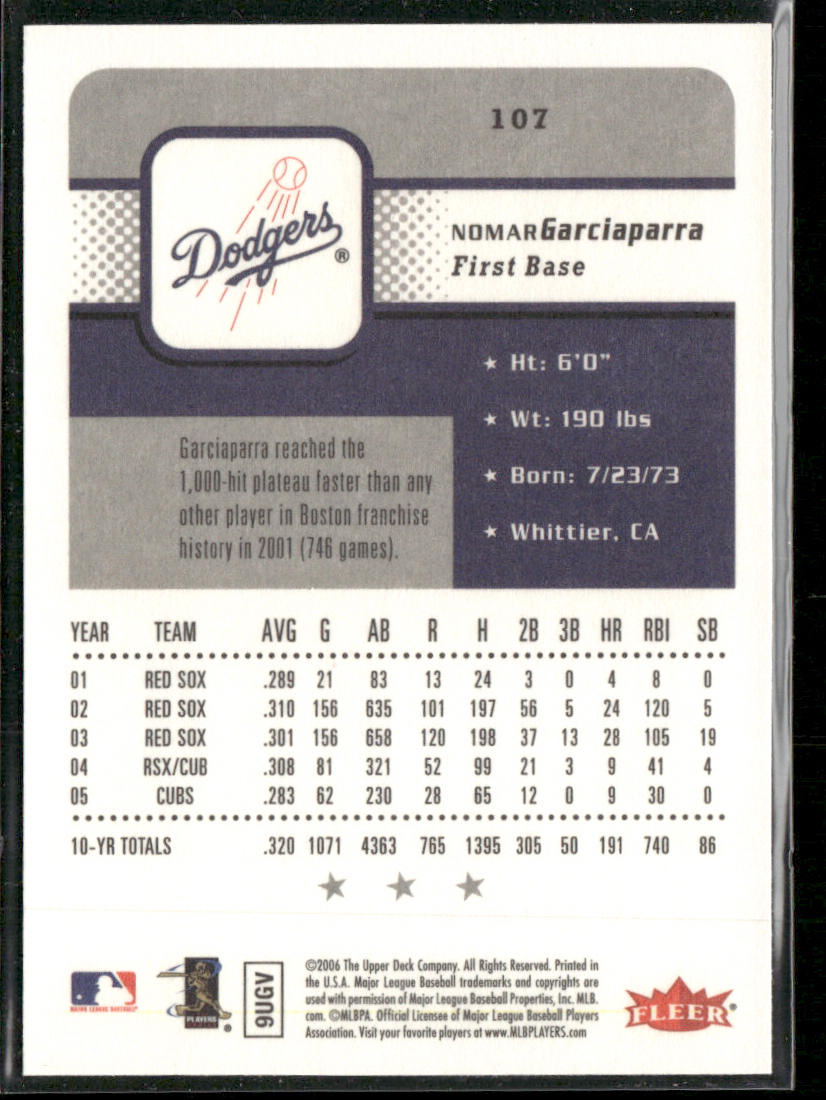 107
Dodgers®
NOMAR Garciaparra
First Base
★ Ht: 6'0"
★ Wt: 190 lbs
★ Born: 7/23/73
★ Whittier, CA
Garciaparra reached the
1,000-hit plateau faster than any
other player in Boston franchise
history in 2001 (746 games).
YEAR TEAM AVG G AB R H 2B 3B HR RBI SB
01 RED SOX .289 21 83 13 24 3 0 4 8 0
02 RED SOX .310 156 635 101 197 56 5 24 120 5
03 RED SOX .301 156 658 120 198 37 13 28 105 19
04 RSX/CUB .308 81 321 52 99 21 3 9 41 4
05 CUBS .283 62 230 28 65 12 0 9 30 0
10-YR TOTALS .320 1071 4363 765 1395 305 50 191 740 86
MAJOR LEAGUE BASEBALL®
PLAYERS
®
9UGV
©2006 The Upper Deck Company. All Rights Reserved. Printed in
the U.S.A. Major League Baseball trademarks and copyrights are
used with permission of Major League Baseball Properties, Inc. MLB.
com. ©MLBPA. Official Licensee of Major League Baseball Players
Association. Visit your favorite players at www.MLBPLAYERS.com.
FLEER®